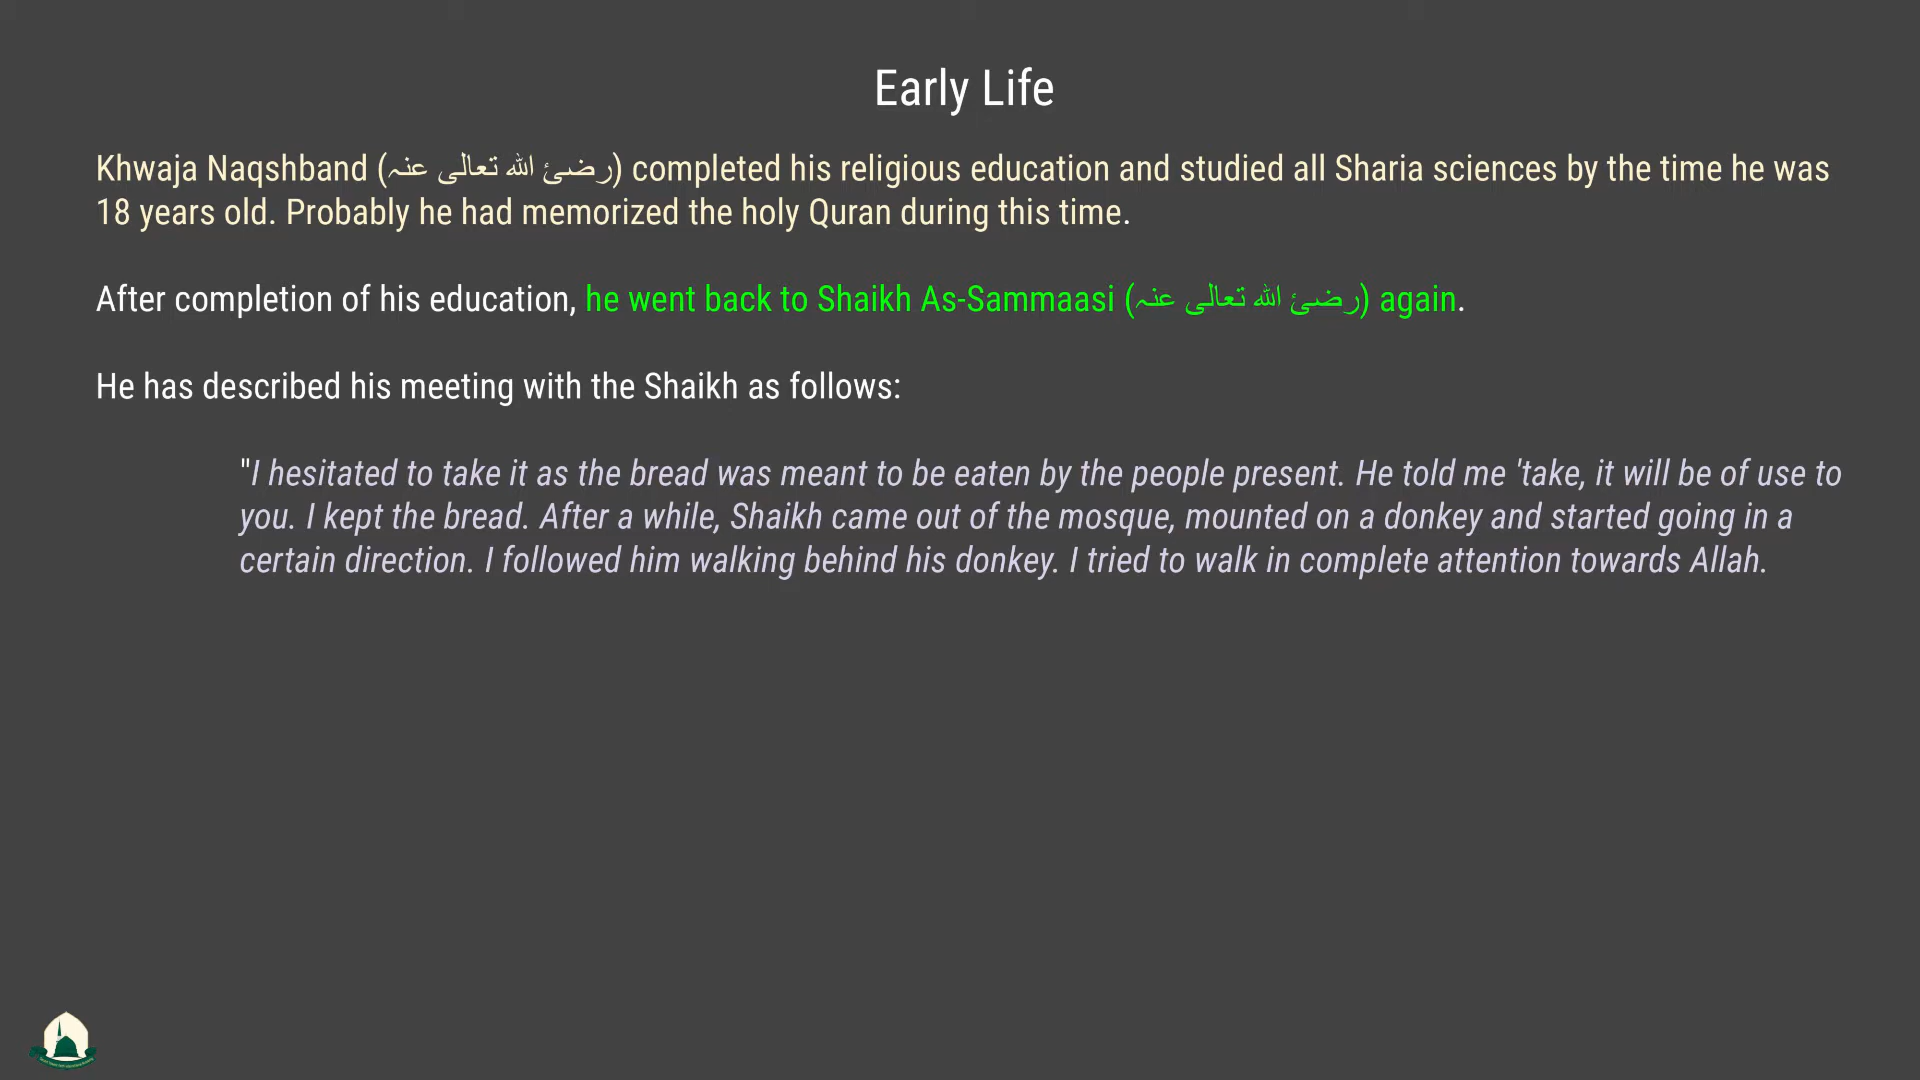 Early Life
Khwaja Naqshband (رضئ الله تعالى عنہ) completed his religious education and studied all Sharia sciences by the time he was
18 years old. Probably he had memorized the holy Quran during this time.
After completion of his education, he went back to Shaikh As-Sammaasi (رضئ الله تعالى عنہ) again.
He has described his meeting with the Shaikh as follows:
"I hesitated to take it as the bread was meant to be eaten by the people present. He told me 'take, it will be of use to
you. I kept the bread. After a while, Shaikh came out of the mosque, mounted on a donkey and started going in a
certain direction. I followed him walking behind his donkey. I tried to walk in complete attention towards Allah.